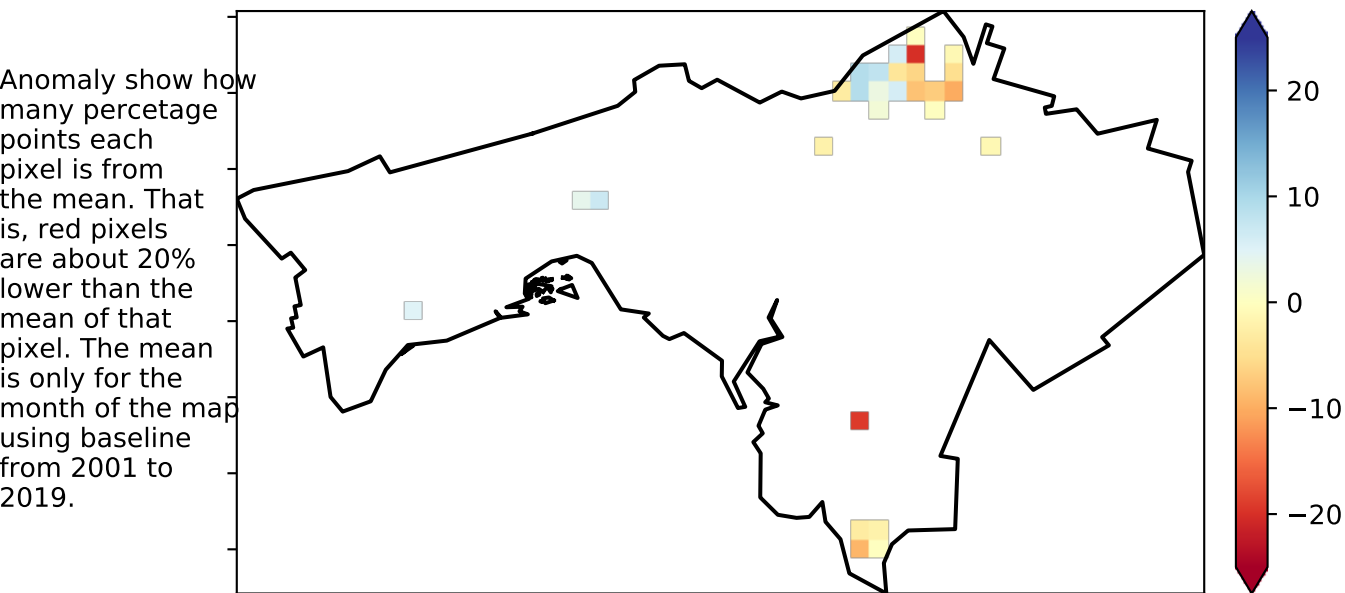 Anomaly show how
many percetage
points each
pixel is from
the mean. That
is, red pixels
are about 20%
lower than the
mean of that
pixel. The mean
is only for the
month of the map
using baseline
from 2001 to
2019.
20
10
0
−10
−20